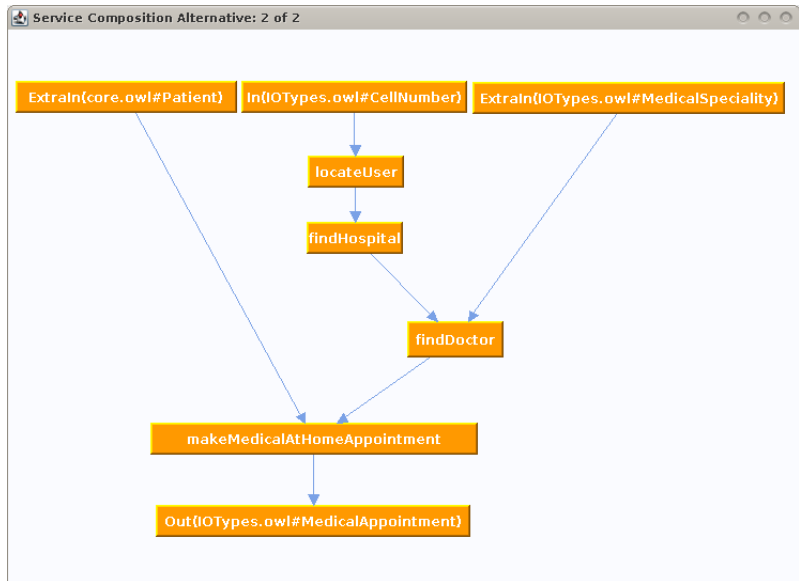 Service Composition Alternative: 2 of 2
ExtraIn{core.owl#Patient}
In{IOTypes.owl#CellNumber}
ExtraIn{IOTypes.owl#MedicalSpeciality}
locateUser
findHospital
findDoctor
makeMedicalAtHomeAppointment
Out{IOTypes.owl#MedicalAppointment}